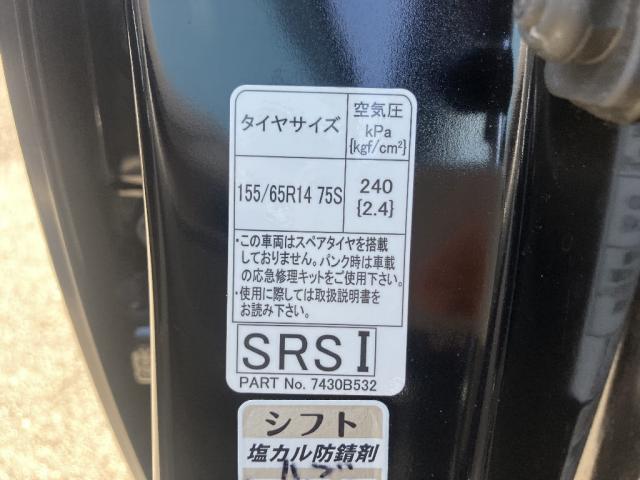 タイヤサイズ
空気圧
kPa
{kgf/cm²}
155/65R14 75S
240
{2.4}
・この車両はスペアタイヤを搭載
しておりません。パンク時は車載
の応急修理キットをご使用下さい。
・使用に際しては取扱説明書を
お読み下さい。
SRS I
PART No. 7430B532
シフト
塩カル防錆剤